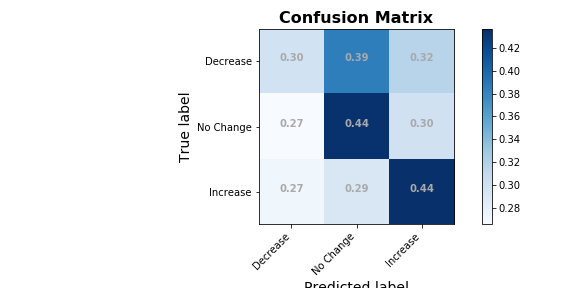 Confusion Matrix
True label
Decrease 0.30 0.39 0.32
No Change 0.27 0.44 0.30
Increase 0.27 0.29 0.44
Decrease No Change Increase
Predicted label
0.42
0.40
0.38
0.36
0.34
0.32
0.30
0.28